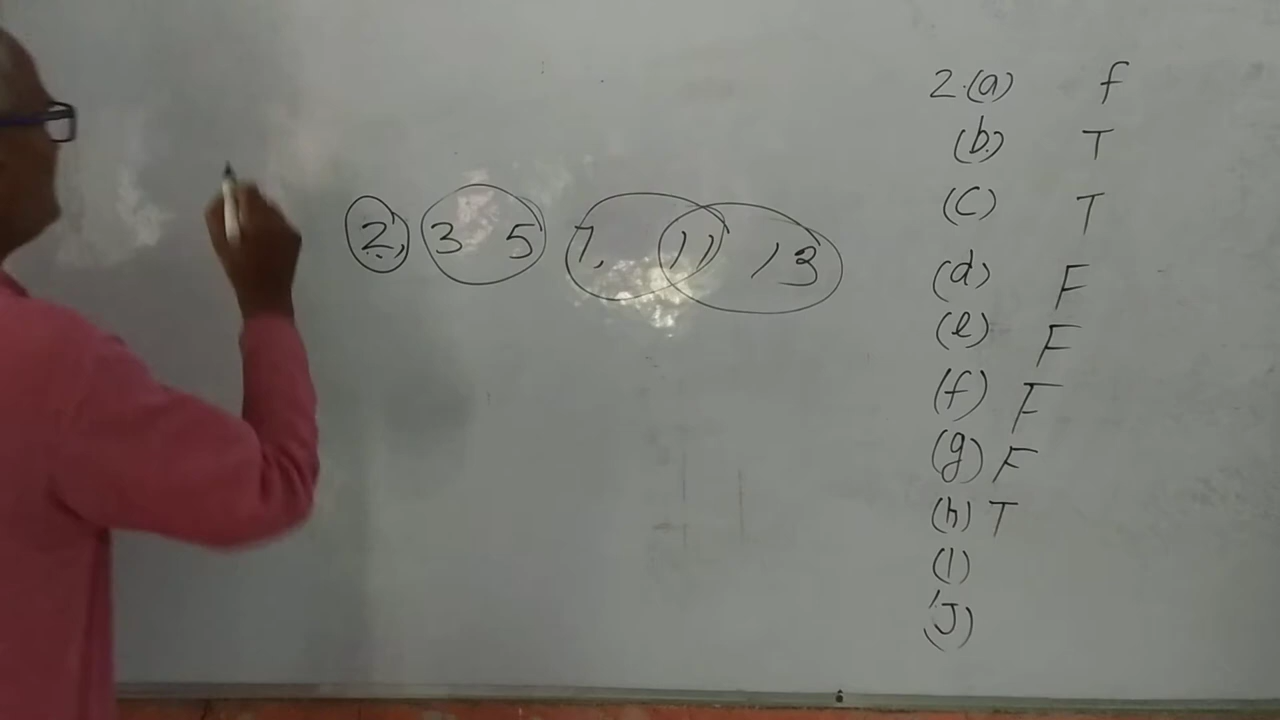 2, 3 5 7, 11 13
2.(a) f
(b) T
(c) T
(d) F
(e) F
(f) F
(g) F
(h) T
(I)
(J)